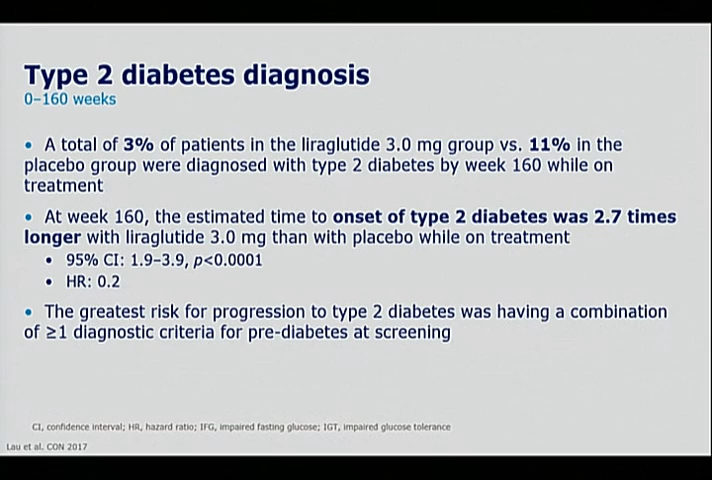 Type 2 diabetes diagnosis
0–160 weeks
• A total of 3% of patients in the liraglutide 3.0 mg group vs. 11% in the
placebo group were diagnosed with type 2 diabetes by week 160 while on
treatment
• At week 160, the estimated time to onset of type 2 diabetes was 2.7 times
longer with liraglutide 3.0 mg than with placebo while on treatment
• 95% CI: 1.9–3.9, p<0.0001
• HR: 0.2
• The greatest risk for progression to type 2 diabetes was having a combination
of ≥1 diagnostic criteria for pre-diabetes at screening
CI, confidence interval; HR, hazard ratio; IFG, impaired fasting glucose; IGT, impaired glucose tolerance
Lau et al. CON 2017